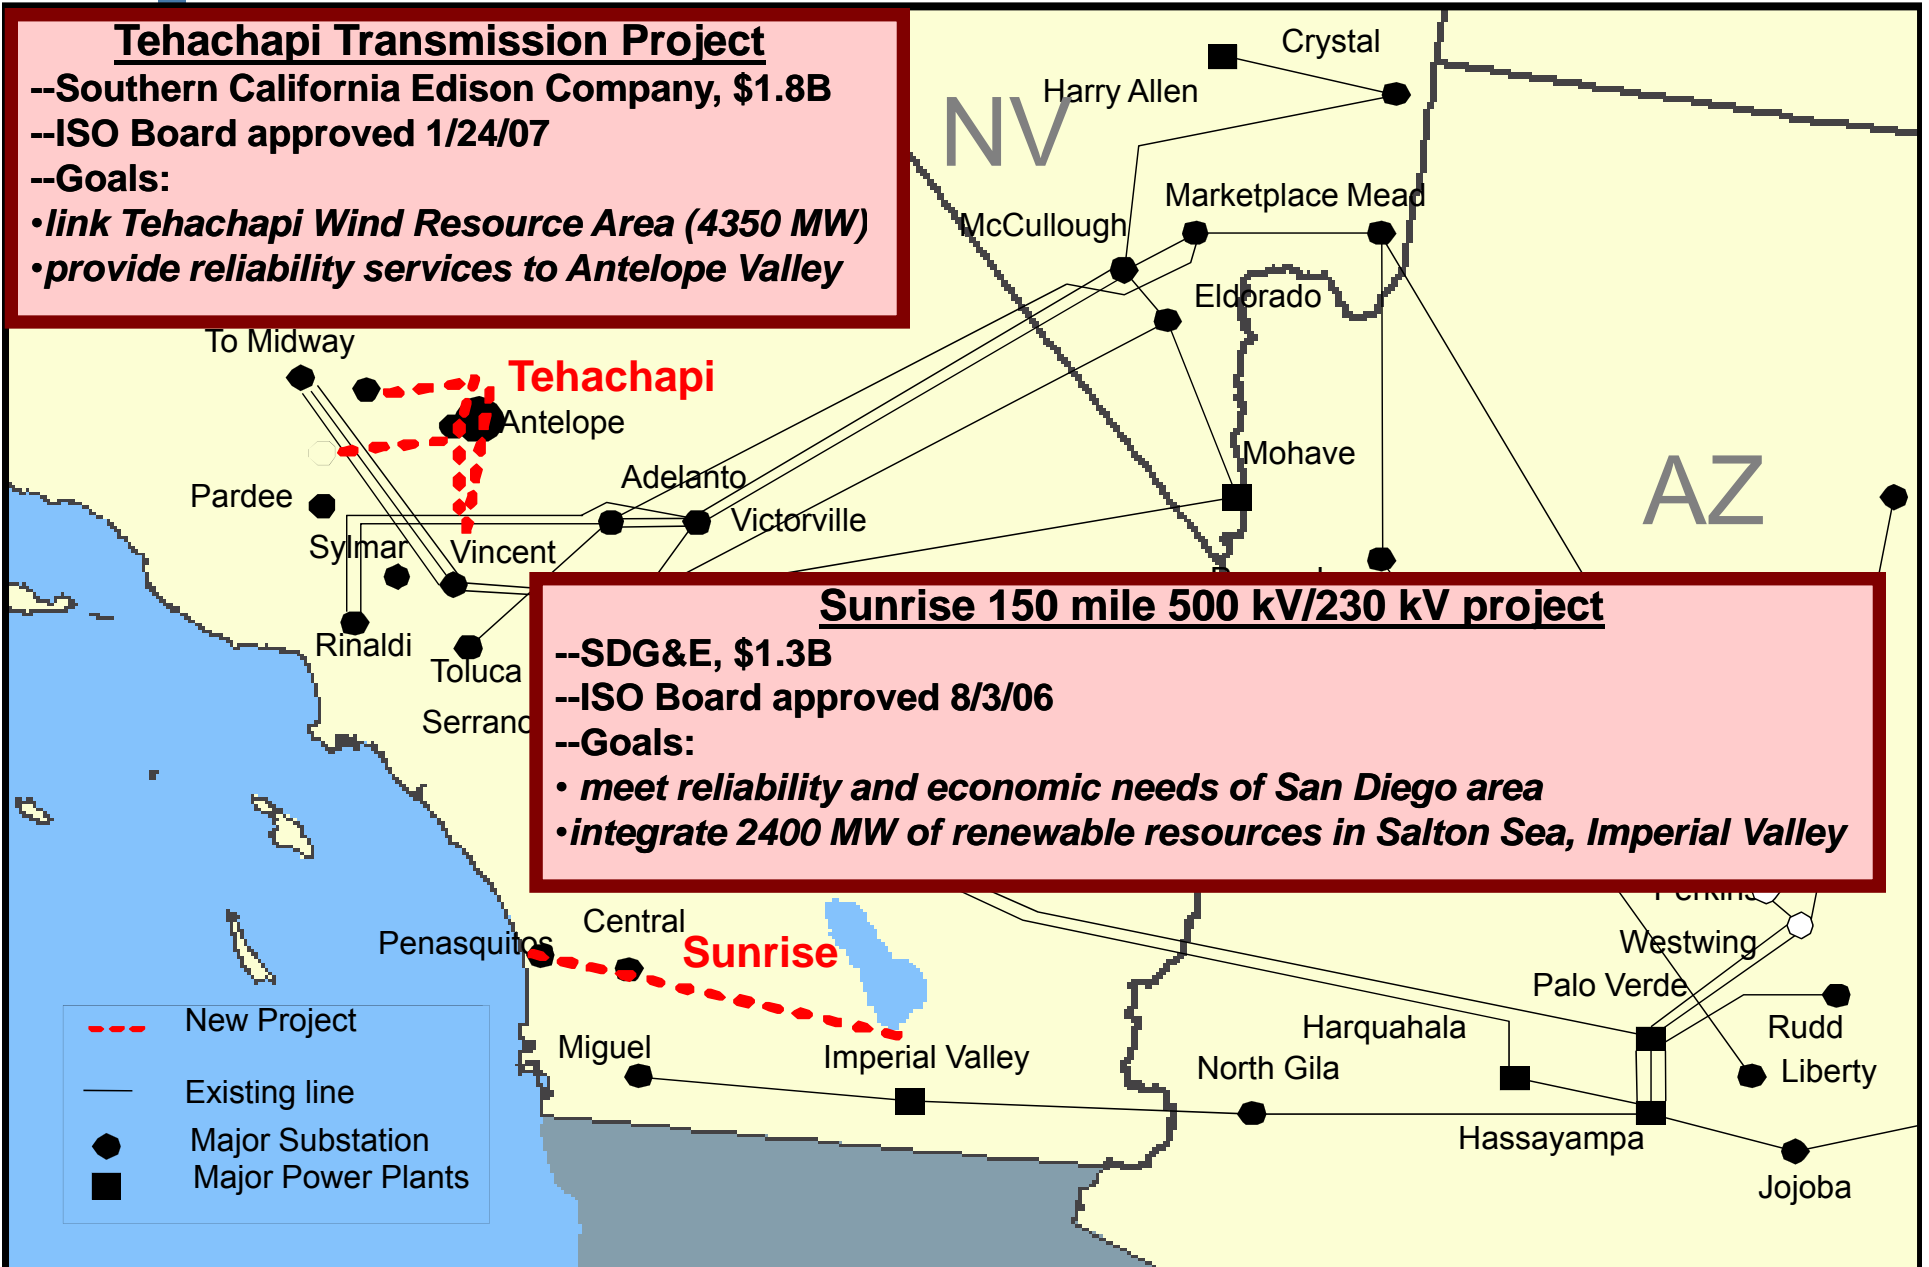 Tehachapi Transmission Project
--Southern California Edison Company, $1.8B
--ISO Board approved 1/24/07
--Goals:
•link Tehachapi Wind Resource Area (4350 MW)
•provide reliability services to Antelope Valley
Crystal
Harry Allen
NV
Marketplace Mead
McCullough
Eldorado
To Midway
Tehachapi
Antelope
Mohave
AZ
Adelanto
Pardee
Victorville
Sylmar
Vincent
Rinaldi
Toluca
Serrano
Sunrise 150 mile 500 kV/230 kV project
--SDG&E, $1.3B
--ISO Board approved 8/3/06
--Goals:
• meet reliability and economic needs of San Diego area
•integrate 2400 MW of renewable resources in Salton Sea, Imperial Valley
Perkins
Central
Penasquitos
Sunrise
Westwing
Palo Verde
Harquahala
Rudd
Miguel
Imperial Valley
North Gila
Liberty
Hassayampa
Jojoba
New Project
Existing line
Major Substation
Major Power Plants